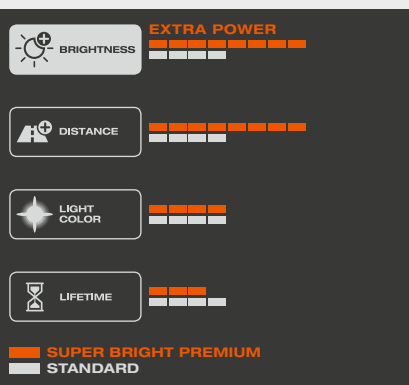 EXTRA POWER
BRIGHTNESS
DISTANCE
LIGHT
COLOR
LIFETIME
SUPER BRIGHT PREMIUM
STANDARD